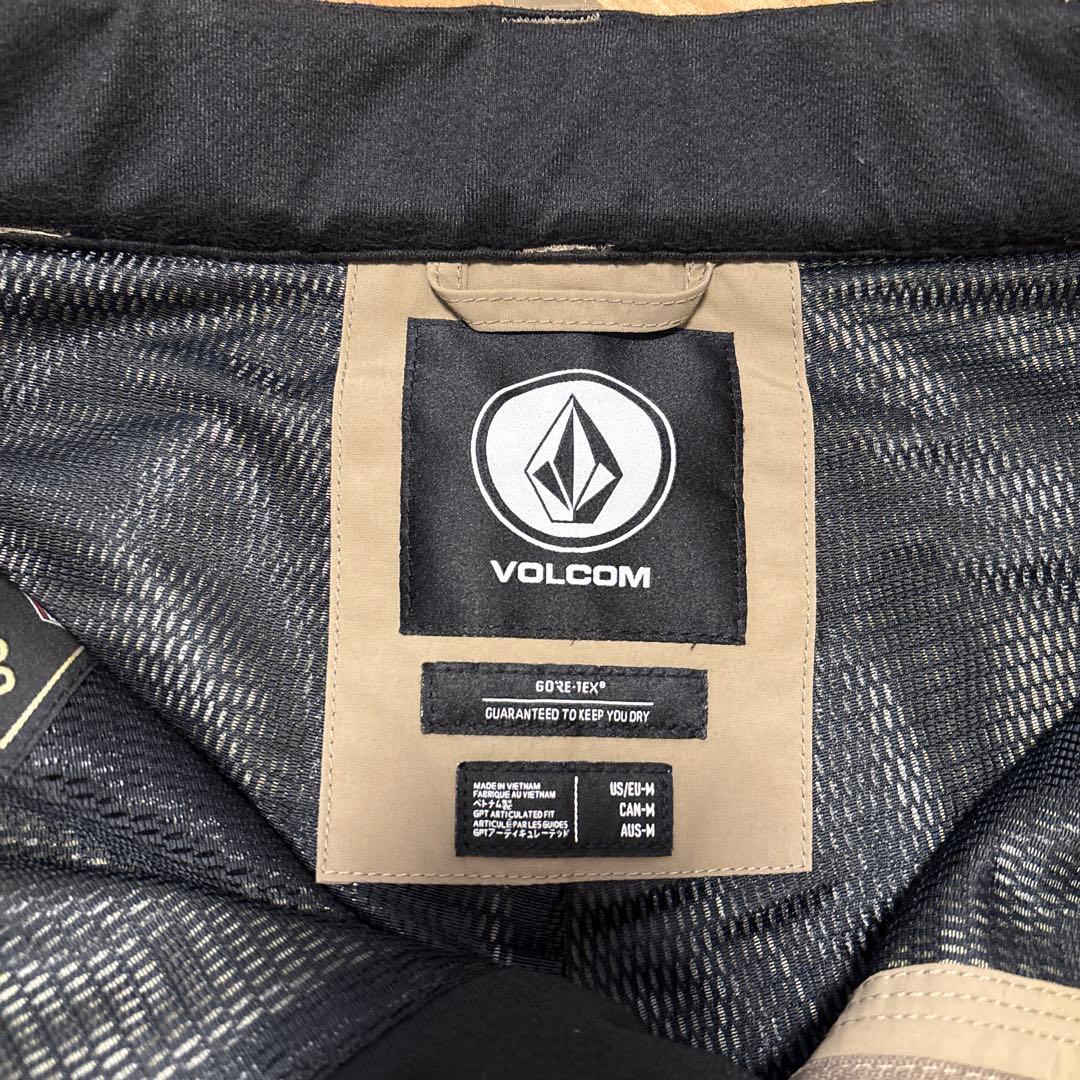 VOLCOM
GORE-TEX®
GUARANTEED TO KEEP YOU DRY
MADE IN VIETNAM
FABRIQUE AU VIETNAM
ベトナム製
GPT ARTICULATED FIT
ARTICULÉ PAR LES GUIDES
GPTアーティキュレーテッド
US/EU-M
CAN-M
AUS-M